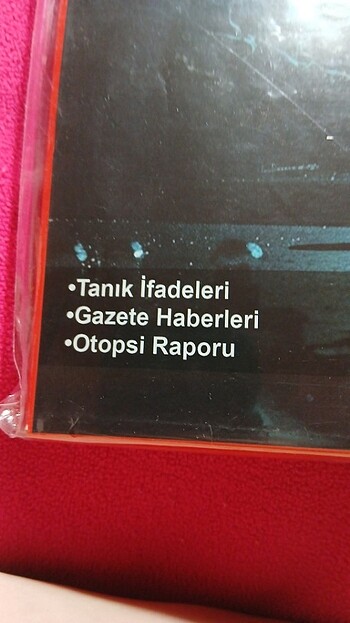 •Tanık İfadeleri
•Gazete Haberleri
•Otopsi Raporu